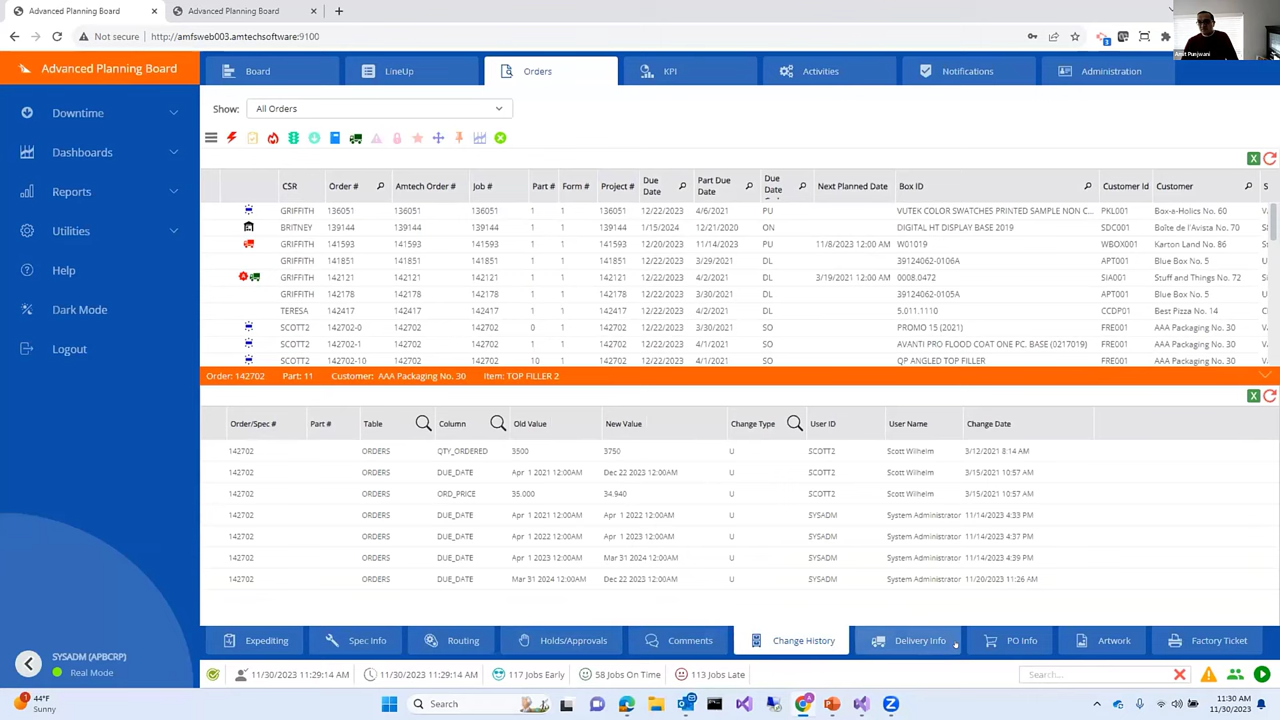 Advanced Planning Board
Advanced Planning Board
Not secure
http://amfsweb003.amtechsoftware:9100
Amit Punjwani
Advanced Planning Board
Board
LineUp
Orders
KPI
Activities
Notifications
Administration
Downtime
Dashboards
Reports
Utilities
Help
Dark Mode
Logout
Show: All Orders
CSR Order # Amtech Order # Job # Part # Form # Project # Due Date Part Due Date Due Date Next Planned Date Box ID Customer Id Customer S
GRIFFITH 136051 136051 136051 1 1 136051 12/22/2023 4/6/2021 PU VUTEK COLOR SWATCHES PRINTED SAMPLE NON C... PKL001 Box-a-Holics No. 60
BRITNEY 139144 139144 139144 1 1 139144 1/15/2024 12/21/2020 ON DIGITAL HT DISPLAY BASE 2019 SDC001 Boîte de l'Avista No. 70
GRIFFITH 141593 141593 141593 1 1 141593 12/20/2023 11/14/2023 PU 11/8/2023 12:00 AM W01019 WBOX001 Karton Land No. 86
GRIFFITH 141851 141851 141851 1 1 141851 12/22/2023 3/29/2021 DL 39124062-0106A APT001 Blue Box No. 5
GRIFFITH 142121 142121 142121 1 1 142121 12/22/2023 4/2/2021 DL 3/19/2021 12:00 AM 0008.0472 SIA001 Stuff and Things No. 72
GRIFFITH 142178 142178 142178 1 1 142178 12/22/2023 3/30/2021 DL 39124062-0105A APT001 Blue Box No. 5
TERESA 142417 142417 142417 1 1 142417 12/22/2023 4/2/2021 DL 5.011.1110 CCDP01 Best Pizza No. 14
SCOTT2 142702-0 142702 142702 0 1 142702 12/22/2023 3/30/2021 SO PROMO 15 (2021) FRE001 AAA Packaging No. 30
SCOTT2 142702-1 142702 142702 1 1 142702 12/22/2023 4/1/2021 SO AVANTI PRO FLOOD COAT ONE PC. BASE (0217019) FRE001 AAA Packaging No. 30
SCOTT2 142702-10 142702 142702 10 1 142702 12/22/2023 4/1/2021 SO QP ANGLED TOP FILLER FRE001 AAA Packaging No. 30
Order: 142702 Part: 11 Customer: AAA Packaging No. 30 Item: TOP FILLER 2
Order/Spec # Part # Table Column Old Value New Value Change Type User ID User Name Change Date
142702 ORDERS QTY_ORDERED 3500 3750 U SCOTT2 Scott Wilhelm 3/12/2021 8:14 AM
142702 ORDERS DUE_DATE Apr 1 2021 12:00AM Dec 22 2023 12:00AM U SCOTT2 Scott Wilhelm 3/15/2021 10:57 AM
142702 ORDERS ORD_PRICE 35.000 34.940 U SCOTT2 Scott Wilhelm 3/15/2021 10:57 AM
142702 ORDERS DUE_DATE Apr 1 2021 12:00AM Apr 1 2022 12:00AM U SYSADM System Administrator 11/14/2023 4:33 PM
142702 ORDERS DUE_DATE Apr 1 2022 12:00AM Apr 1 2023 12:00AM U SYSADM System Administrator 11/14/2023 4:37 PM
142702 ORDERS DUE_DATE Apr 1 2023 12:00AM Mar 31 2024 12:00AM U SYSADM System Administrator 11/14/2023 4:39 PM
142702 ORDERS DUE_DATE Mar 31 2024 12:00AM Dec 22 2023 12:00AM U SYSADM System Administrator 11/20/2023 11:26 AM
Expediting
Spec Info
Routing
Holds/Approvals
Comments
Change History
Delivery Info
PO Info
Artwork
Factory Ticket
SYSADM (APBCRP)
Real Mode
11/30/2023 11:29:14 AM
11/30/2023 11:29:14 AM
117 Jobs Early
58 Jobs On Time
113 Jobs Late
Search...
44°F
Sunny
Search
11:30 AM
11/30/2023